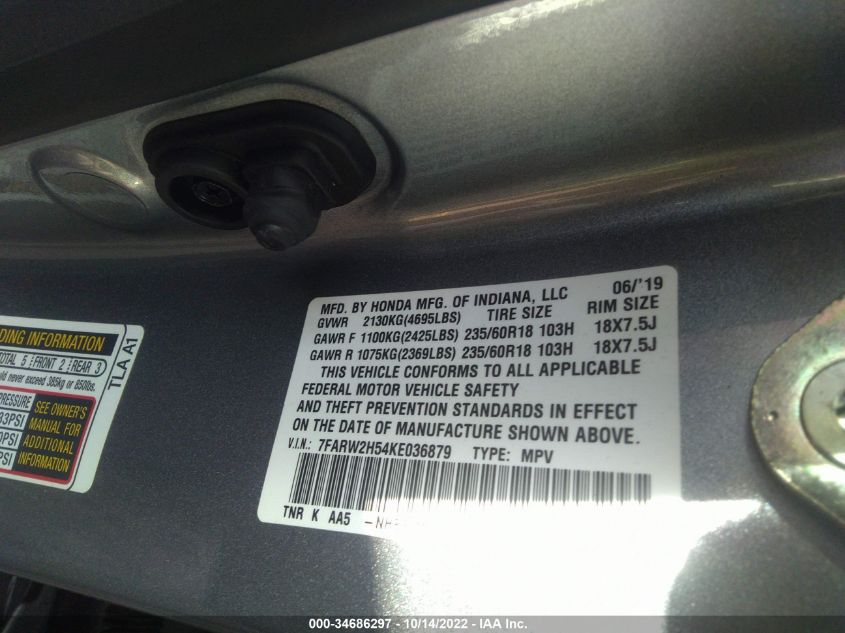 MFD. BY HONDA MFG. OF INDIANA, LLC 06/'19
GVWR 2130KG(4695LBS) TIRE SIZE RIM SIZE
GAWR F 1100KG(2425LBS) 235/60R18 103H 18X7.5J
GAWR R 1075KG(2369LBS) 235/60R18 103H 18X7.5J
THIS VEHICLE CONFORMS TO ALL APPLICABLE
FEDERAL MOTOR VEHICLE SAFETY
AND THEFT PREVENTION STANDARDS IN EFFECT
ON THE DATE OF MANUFACTURE SHOWN ABOVE.
V.I.N.: 7FARW2H54KE036879 TYPE: MPV
TNR K AA5
DING INFORMATION
TOTAL 5 FRONT 2 REAR 3
never exceed 385kg or 850lbs.
TLA A1
PRESSURE
33PSI
PSI
PSI
SEE OWNER'S
MANUAL FOR
ADDITIONAL
INFORMATION
000-34686297 - 10/14/2022 - IAA Inc.